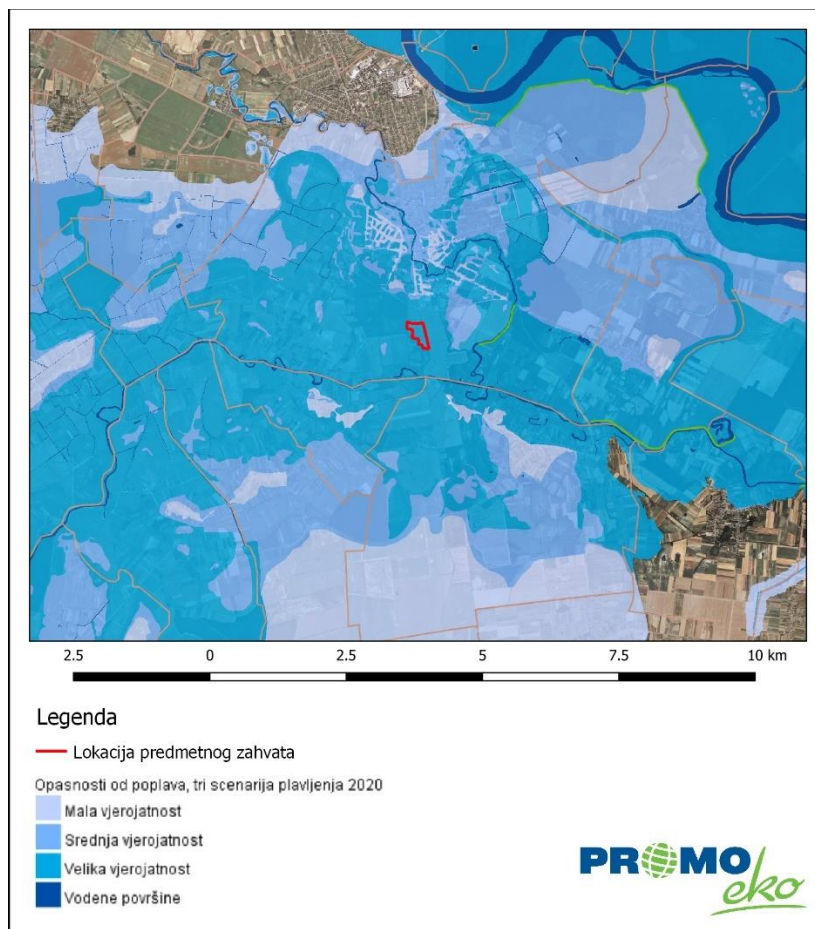 2.5 0 2.5 5 7.5 10 km
Legenda
Lokacija predmetnog zahvata
Opasnosti od poplava, tri scenarija plavljenja 2020
Mala vjerojatnost
Srednja vjerojatnost
Velika vjerojatnost
Vodene površine
PROMO
eko